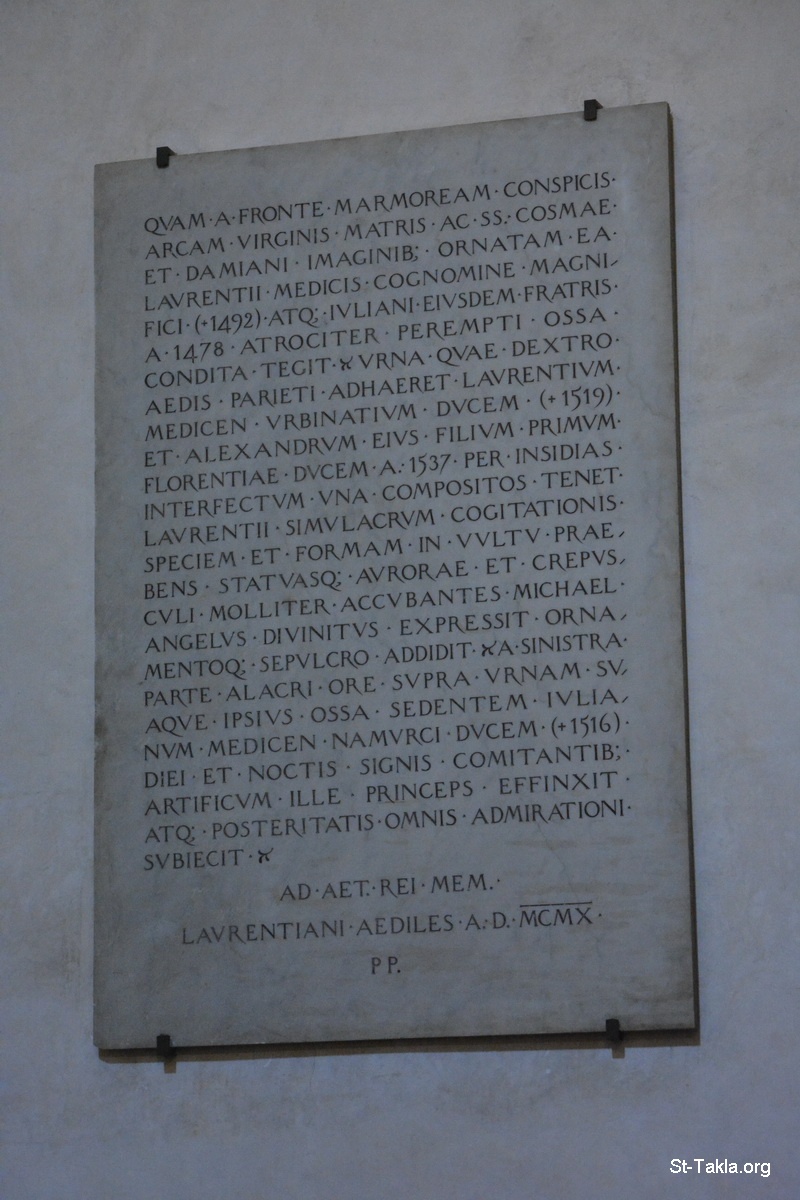 QVAM·A·FRONTE·MARMOREAM·CONSPICIS·
ARCAM·VIRGINIS·MATRIS·AC·SS·COSMAE·
ET·DAMIANI·IMAGINIB;·ORNATAM·EA·
LAVRENTII·MEDICIS·COGNOMINE·MAGNI-
FICI·(+1492)·ATQ;·IVLIANI·EIVSDEM·FRATRIS·
A·1478·ATROCITER·PEREMPTI·OSSA·
CONDITA·TEGIT·VRNA·QVAE·DEXTRO·
AEDIS·PARIETI·ADHAERET·LAVRENTIVM·
MEDICEN·VRBINATIVM·DVCEM·(+1519)·
ET·ALEXANDRVM·EIVS·FILIVM·PRIMVM·
FLORENTIAE·DVCEM·A·1537·PER·INSIDIAS·
INTERFECTVM·VNA·COMPOSITOS·TENET·
LAVRENTII·SIMVLACRVM·COGITATIONIS·
SPECIEM·ET·FORMAM·IN·VVLTV·PRAE-
BENS·STATVASQ;·AVRORAE·ET·CREPVS-
CVLI·MOLLITER·ACCVBANTES·MICHAEL·
ANGELVS·DIVINITVS·EXPRESSIT·ORNA-
MENTOQ;·SEPVLCRO·ADDIDIT·A·SINISTRA·
PARTE·ALACRI·ORE·SVPRA·VRNAM·SV-
AQVE·IPSIVS·OSSA·SEDENTEM·IVLIA-
NVM·MEDICEN·NAMVRCI·DVCEM·(+1516)·
DIEI·ET·NOCTIS·SIGNIS·COMITANTIB;·
ARTIFICVM·ILLE·PRINCEPS·EFFINXIT·
ATQ;·POSTERITATIS·OMNIS·ADMIRATIONI·
SVBIECIT·
AD·AET·REI·MEM.·
LAVRENTIANI·AEDILES·A·D·MCMX·
PP.
St-Takla.org